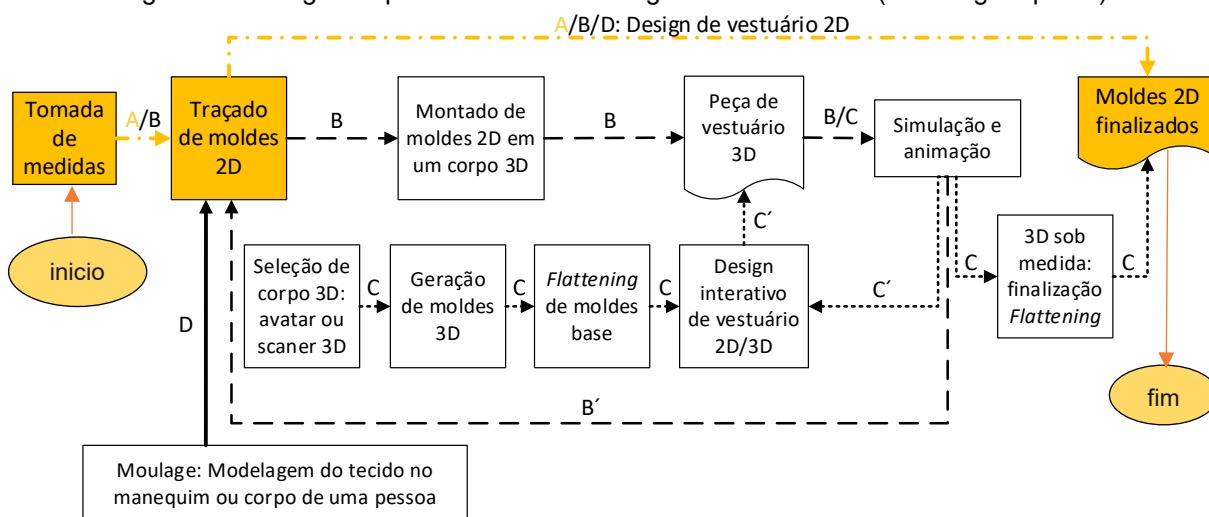 A/B/D: Design de vestuário 2D
Tomada
de
medidas
A/B
Traçado
de moldes
2D
B
Montado de
moldes 2D em
um corpo 3D
B
Peça de
vestuário
3D
B/C
Simulação e
animação
Moldes 2D
finalizados
inicio
D
Seleção de
corpo 3D:
avatar ou
scaner 3D
C
Geração
de moldes
3D
C
Flattening
de moldes
base
C
Design
interativo
de vestuário
2D/3D
C´
C´
C
3D sob
medida:
finalização
Flattening
C
fim
B´
Moulage: Modelagem do tecido no
manequim ou corpo de uma pessoa